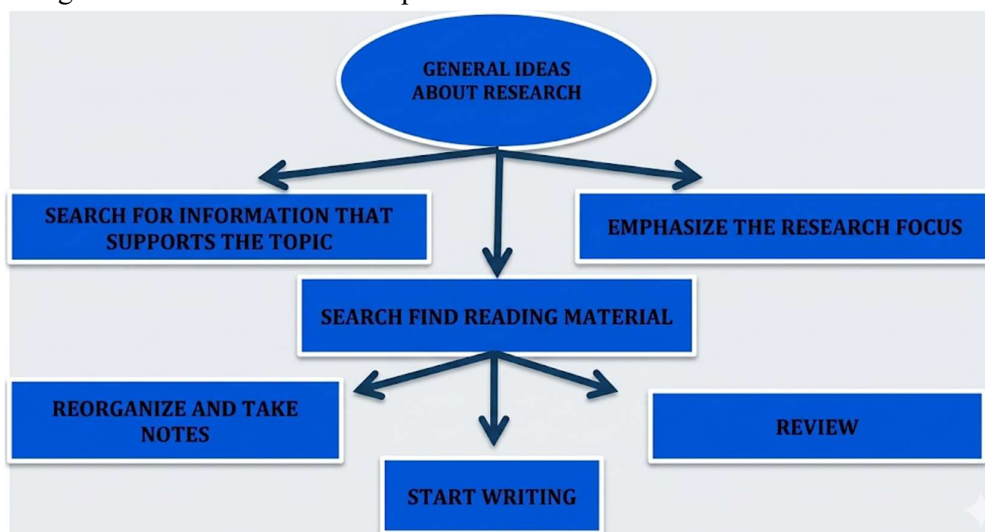 GENERAL IDEAS
ABOUT RESEARCH
SEARCH FOR INFORMATION THAT
SUPPORTS THE TOPIC
EMPHASIZE THE RESEARCH FOCUS
SEARCH FIND READING MATERIAL
REORGANIZE AND TAKE
NOTES
REVIEW
START WRITING